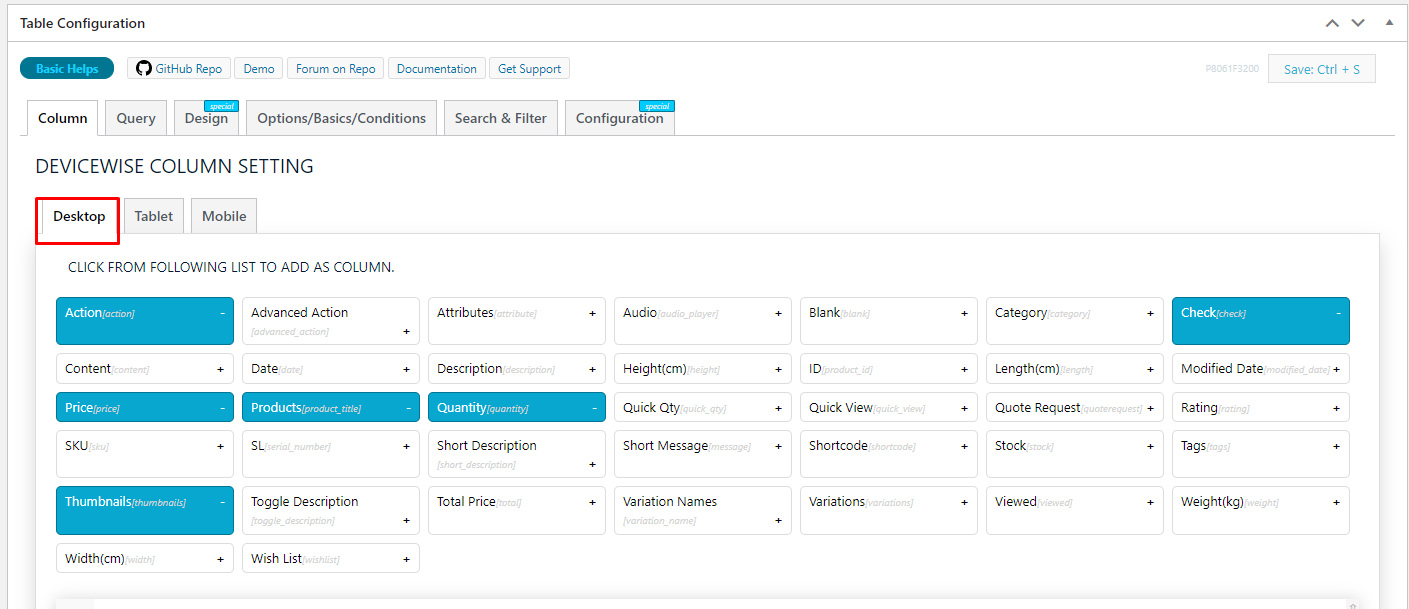 Table Configuration
Basic Helps GitHub Repo Demo Forum on Repo Documentation Get Support P8061F3200 Save: Ctrl + S
special special
Column Query Design Options/Basics/Conditions Search & Filter Configuration
DEVICEWISE COLUMN SETTING
Desktop Tablet Mobile
CLICK FROM FOLLOWING LIST TO ADD AS COLUMN.
Action[action] - Advanced Action Attributes[attribute] + Audio[audio_player] + Blank[blank] + Category[category] + Check[check] -
[advanced_action] +
Content[content] + Date[date] + Description[description] + Height(cm)[height] + ID[product_id] + Length(cm)[length] + Modified Date[modified_date] +
Price[price] - Products[product_title] - Quantity[quantity] - Quick Qty[quick_qty] + Quick View[quick_view] + Quote Request[quoterequest] + Rating[rating] +
SKU[sku] + SL[serial_number] + Short Description Short Message[message] + Shortcode[shortcode] + Stock[stock] + Tags[tags] +
[short_description] +
Thumbnails[thumbnails] - Toggle Description Total Price[total] + Variation Names Variations[variations] + Viewed[viewed] + Weight(kg)[weight] +
[toggle_description] + [variation_name] +
Width(cm)[width] + Wish List[wishlist] +